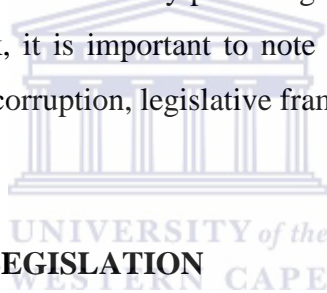 , it is important to note
corruption, legislative fram
UNIVERSITY of the
EGISLATION
WESTERN CAPE